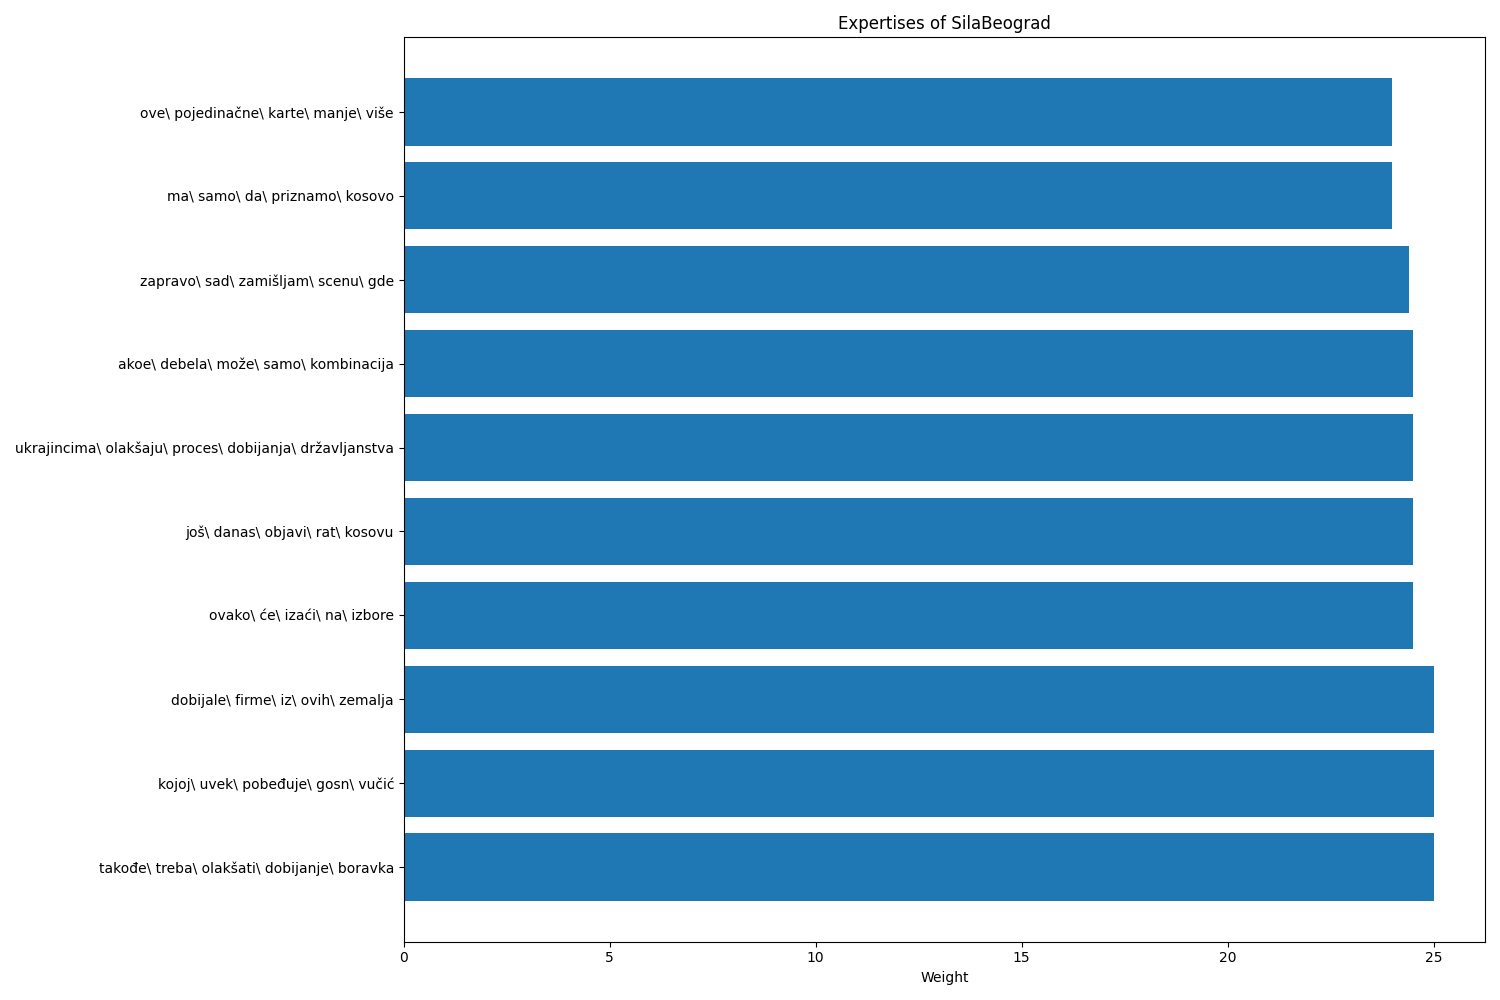 Expertises of SilaBeograd
ove\ pojedinačne\ karte\ manje\ više
ma\ samo\ da\ priznamo\ kosovo
zapravo\ sad\ zamišljam\ scenu\ gde
akoe\ debela\ može\ samo\ kombinacija
ukrajincima\ olakšaju\ proces\ dobijanja\ državljanstva
još\ danas\ objavi\ rat\ kosovu
ovako\ će\ izaći\ na\ izbore
dobijale\ firme\ iz\ ovih\ zemalja
kojoj\ uvek\ pobeđuje\ gosn\ vučić
takođe\ treba\ olakšati\ dobijanje\ boravka
0 5 10 15 20 25
Weight